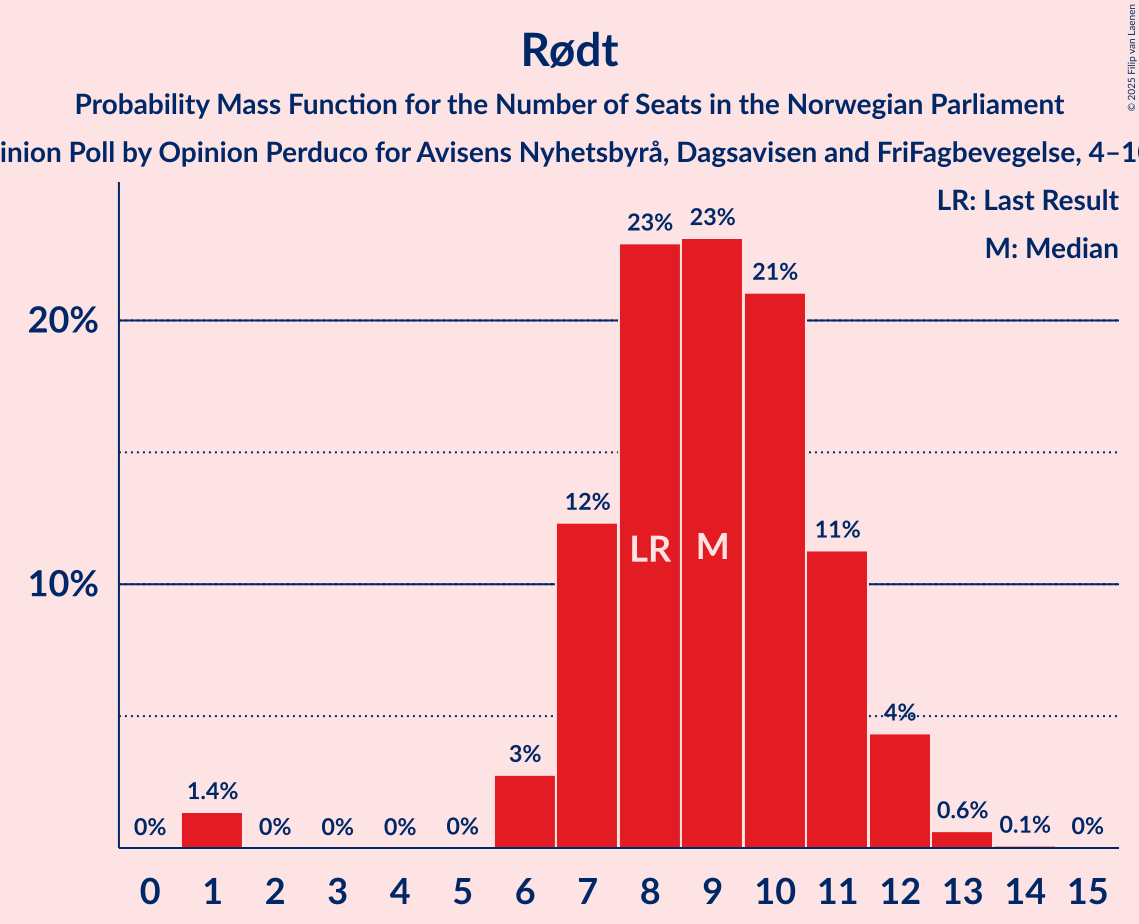 © 2025 Filip van Laenen
Rødt
Probability Mass Function for the Number of Seats in the Norwegian Parliament
inion Poll by Opinion Perduco for Avisens Nyhetsbyrå, Dagsavisen and FriFagbevegelse, 4–10
LR: Last Result
M: Median
23% 23%
21%
20%
12%
11%
LR M
10%
4%
3%
1.4%
0% 0% 0% 0% 0% 0.6% 0.1% 0%
0 1 2 3 4 5 6 7 8 9 10 11 12 13 14 15